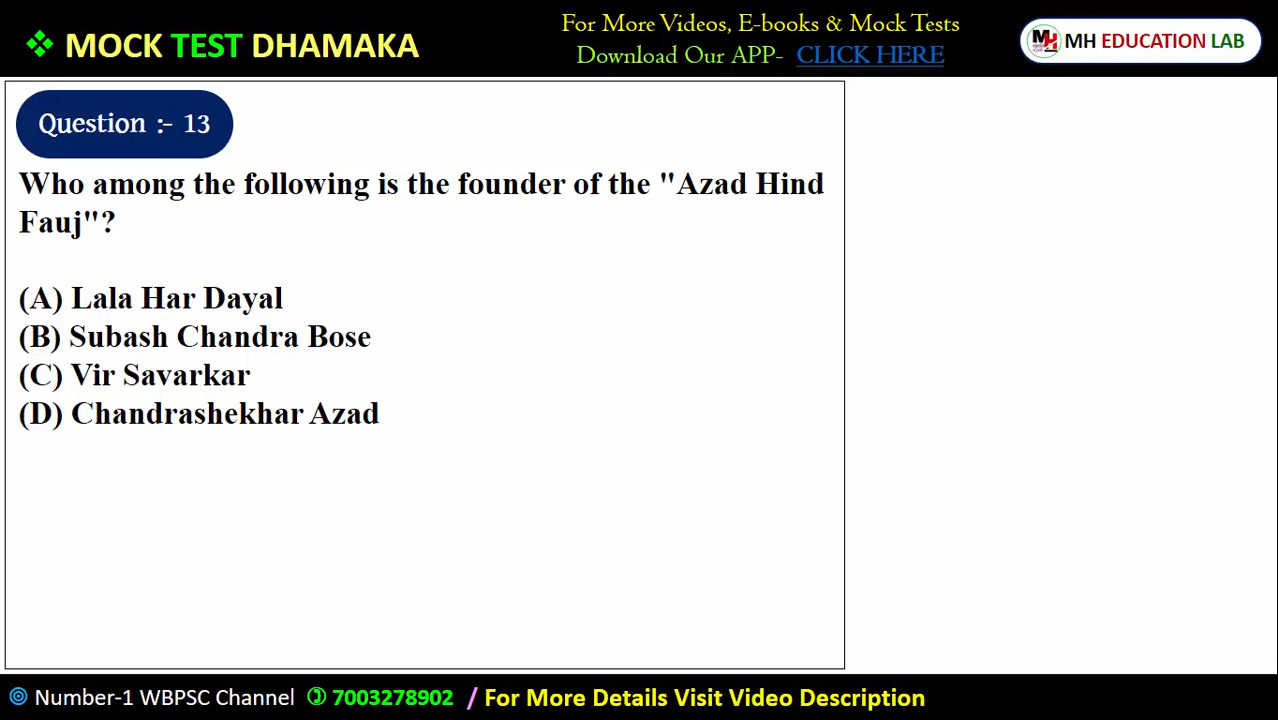 MOCK TEST DHAMAKA
For More Videos, E-books & Mock Tests
Download Our APP- CLICK HERE
MH EDUCATION LAB
Question :- 13
Who among the following is the founder of the "Azad Hind
Fauj"?
(A) Lala Har Dayal
(B) Subash Chandra Bose
(C) Vir Savarkar
(D) Chandrashekhar Azad
Number-1 WBPSC Channel 7003278902 / For More Details Visit Video Description